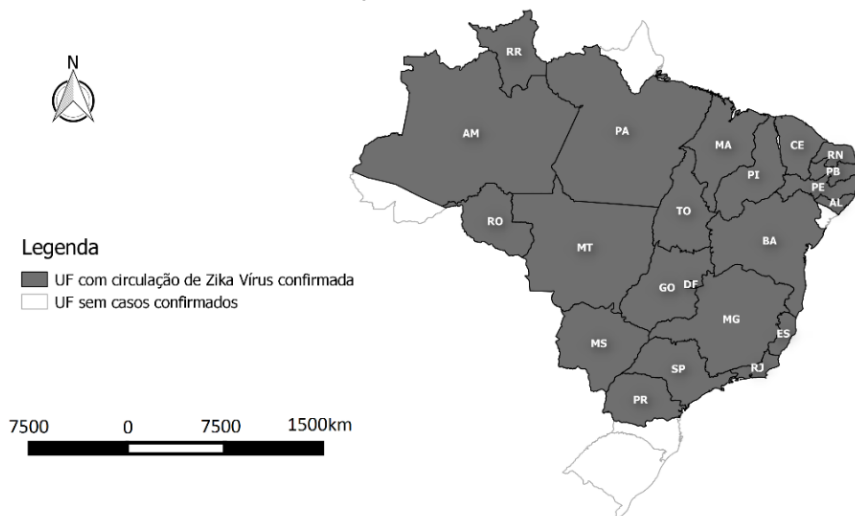 N
RR
AM
PA
MA
CE
RN
PB
PI
PE
AL
TO
RO
BA
MT
GO
DF
MG
ES
MS
SP
RJ
PR
Legenda
UF com circulação de Zika Vírus confirmada
UF sem casos confirmados
7500 0 7500 1500km